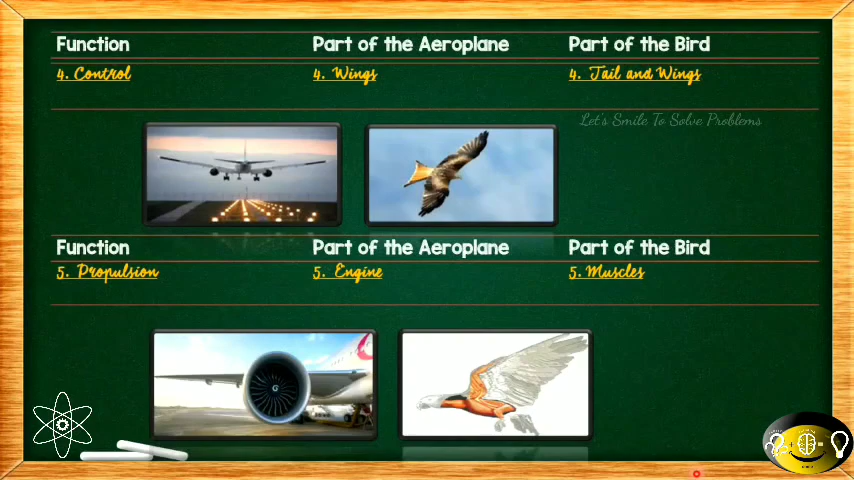 Function Part of the Aeroplane Part of the Bird
4. Control 4. Wings 4. Tail and Wings
Let's Smile To Solve Problems
Function Part of the Aeroplane Part of the Bird
5. Propulsion 5. Engine 5. Muscles